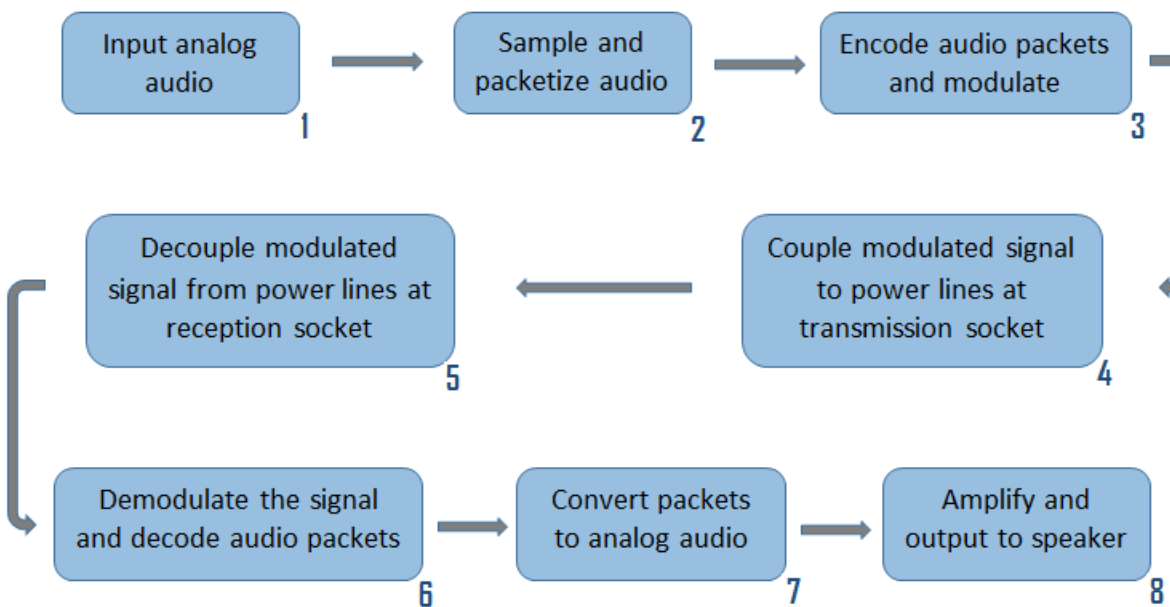 Input analog
audio
1
Sample and
packetize audio
2
Encode audio packets
and modulate
3
Couple modulated signal
to power lines at
transmission socket
4
Decouple modulated
signal from power lines at
reception socket
5
Demodulate the signal
and decode audio packets
6
Convert packets
to analog audio
7
Amplify and
output to speaker
8